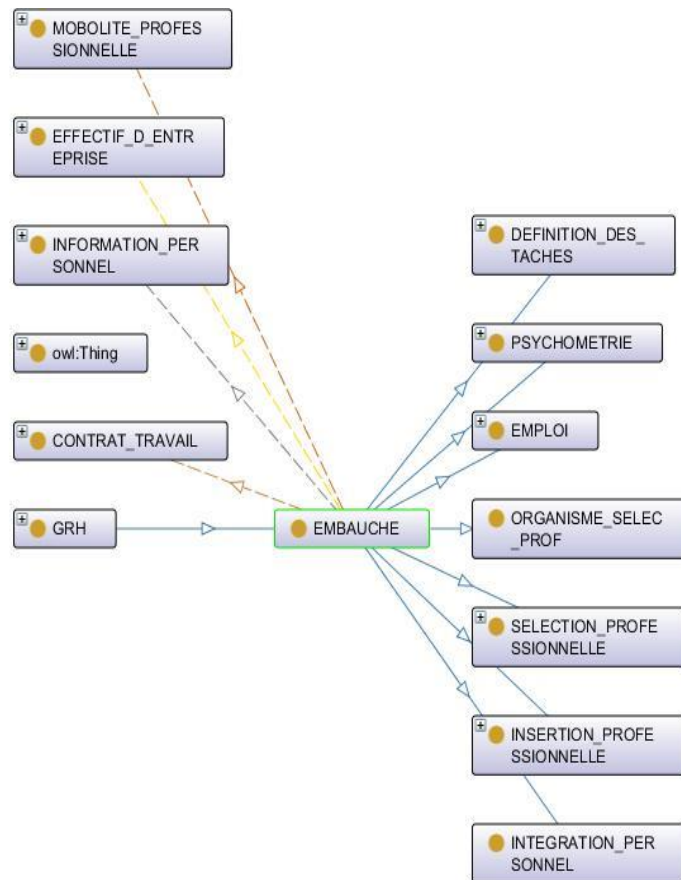 MOBOLITE_PROFES
SIONNELLE
EFFECTIF_D_ENTR
EPRISE
INFORMATION_PER
SONNEL
owl:Thing
CONTRAT_TRAVAIL
GRH
EMBAUCHE
DEFINITION_DES_
TACHES
PSYCHOMETRIE
EMPLOI
ORGANISME_SELEC
_PROF
SELECTION_PROFE
SSIONNELLE
INSERTION_PROFE
SSIONNELLE
INTEGRATION_PER
SONNEL